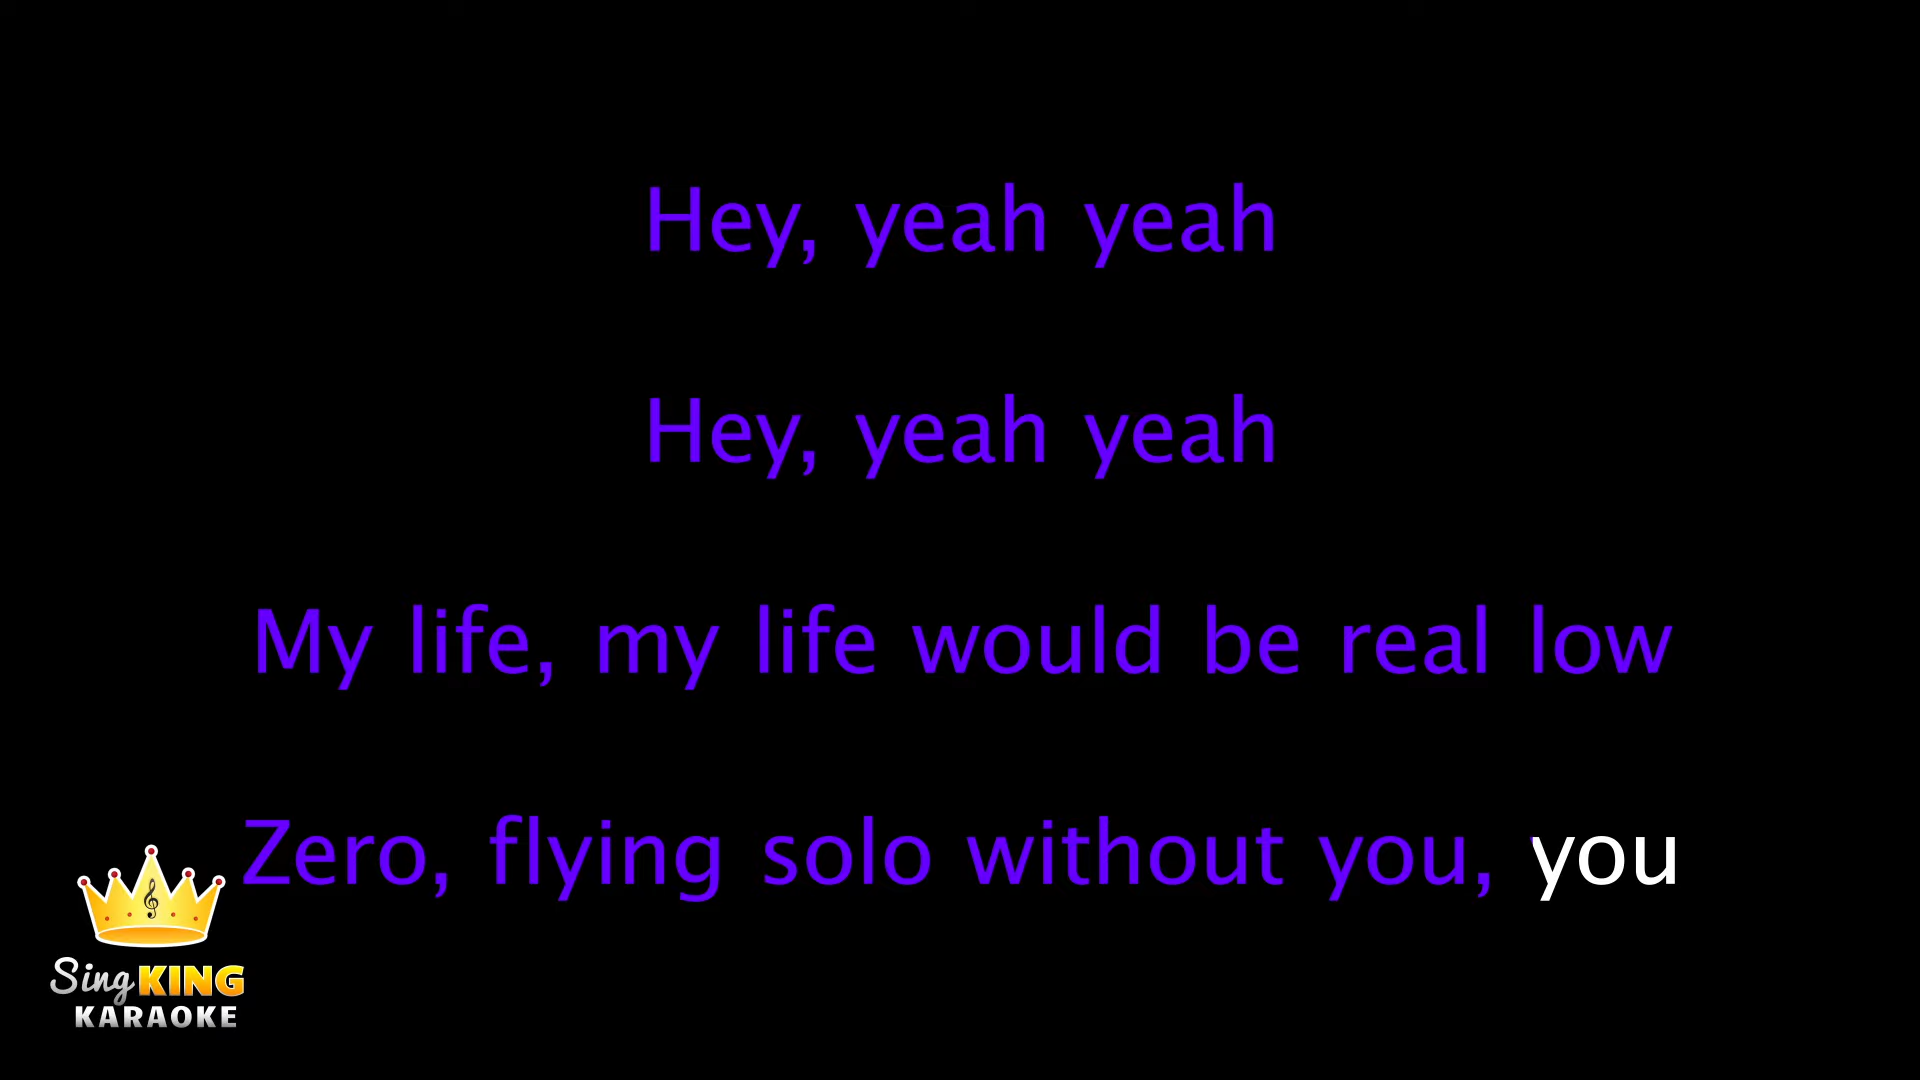 Hey, yeah yeah
Hey, yeah yeah
My life, my life would be real low
Zero, flying solo without you, you
Sing KING
KARAOKE